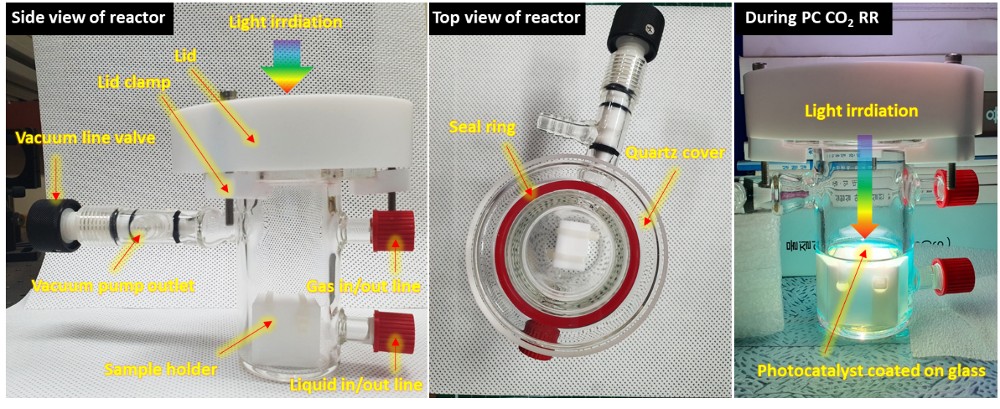 Side view of reactor
Light irrdiation
Lid
Lid clamp
Vacuum line valve
Vacuum pump outlet
Gas in/out line
Sample holder
Liquid in/out line
Top view of reactor
Seal ring
Quartz cover
During PC CO₂ RR
Light irrdiation
Photocatalyst coated on glass